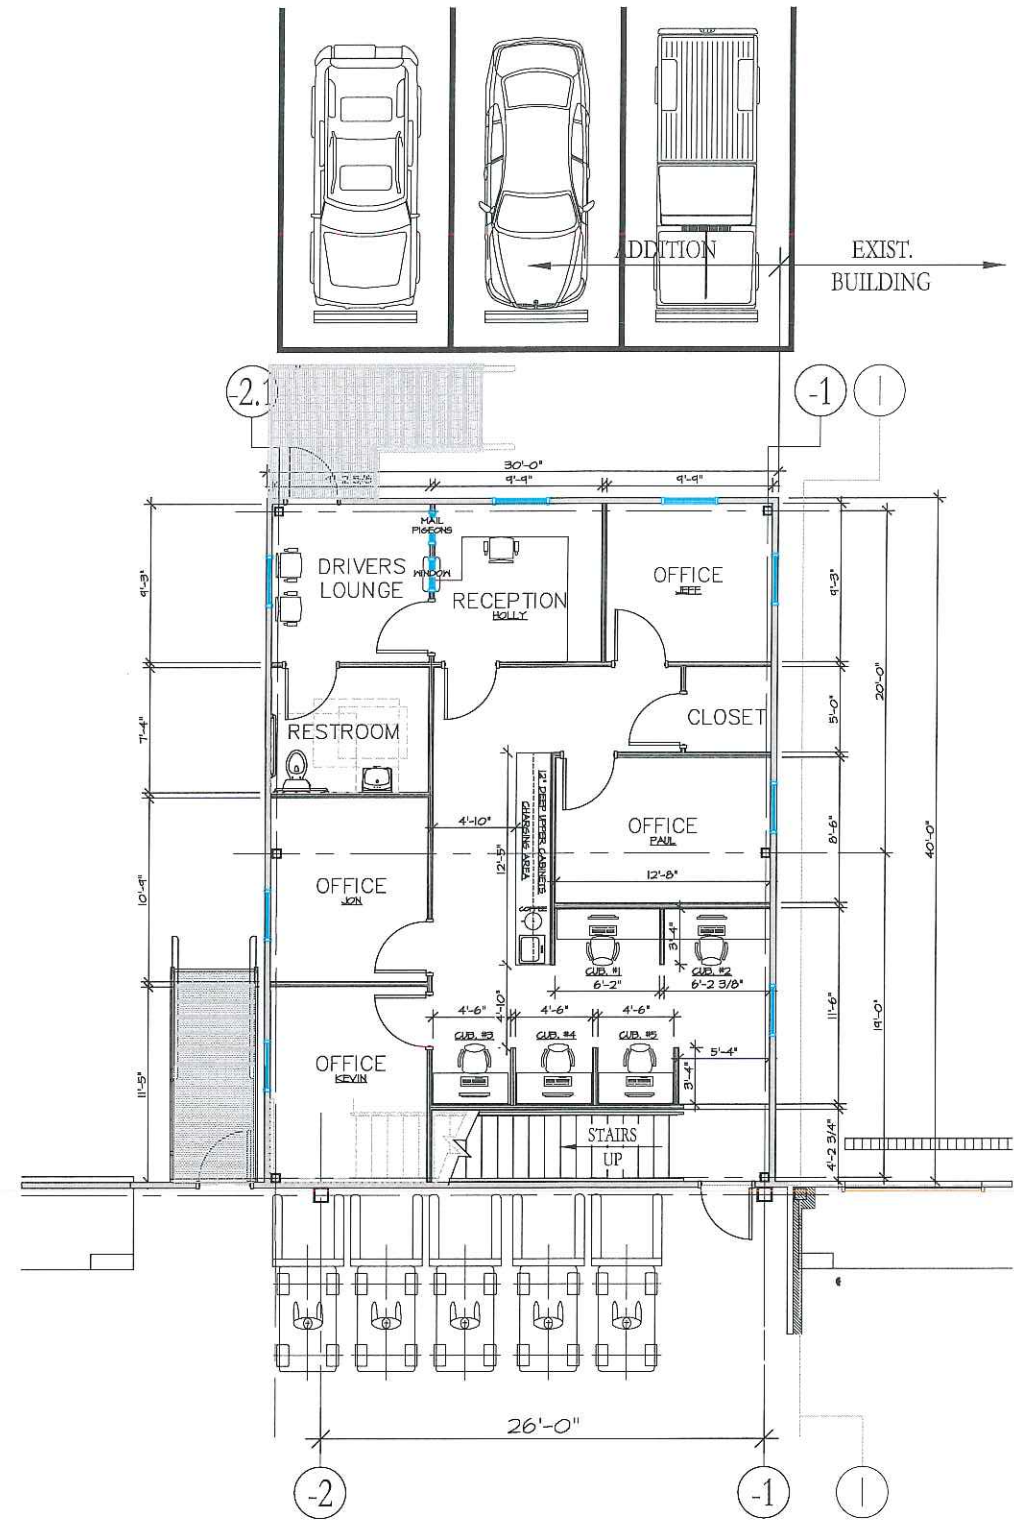 ADDITION
EXIST.
BUILDING
-2.1
-1
1
30'-0"
9'-9"
9'-9"
MAIL
PIGEONS
WINDOW
DRIVERS
LOUNGE
RECEPTION
HOLLY
OFFICE
JEFF
9'-3"
9'-3"
20'-0"
40'-0"
RESTROOM
7'-4"
CLOSET
5'-0"
12" DEEP UPPER CABINETS
CHARGING AREA
4'-10"
12'-5"
OFFICE
PAUL
8'-6"
12'-8"
OFFICE
JON
10'-9"
COFFEE
3'-4"
CUB. #1
CUB. #2
6'-2"
6'-2 3/8"
4'-10"
4'-6"
4'-6"
4'-6"
CUB. #3
CUB. #4
CUB. #5
5'-4"
3'-4"
11'-6"
19'-0"
OFFICE
KEVIN
11'-5"
STAIRS
UP
4'-2 3/4"
26'-0"
-2
-1
1